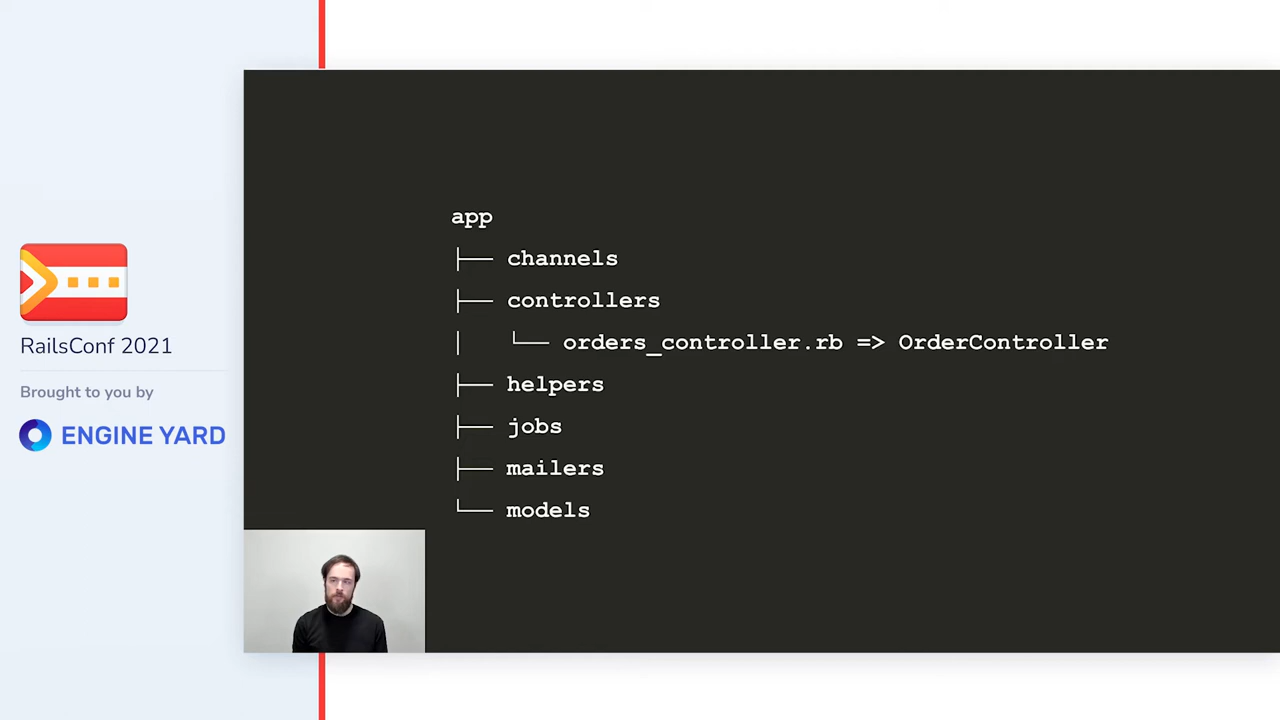 RailsConf 2021
Brought to you by
ENGINE YARD
app
├── channels
├── controllers
│   └── orders_controller.rb => OrderController
├── helpers
├── jobs
├── mailers
└── models